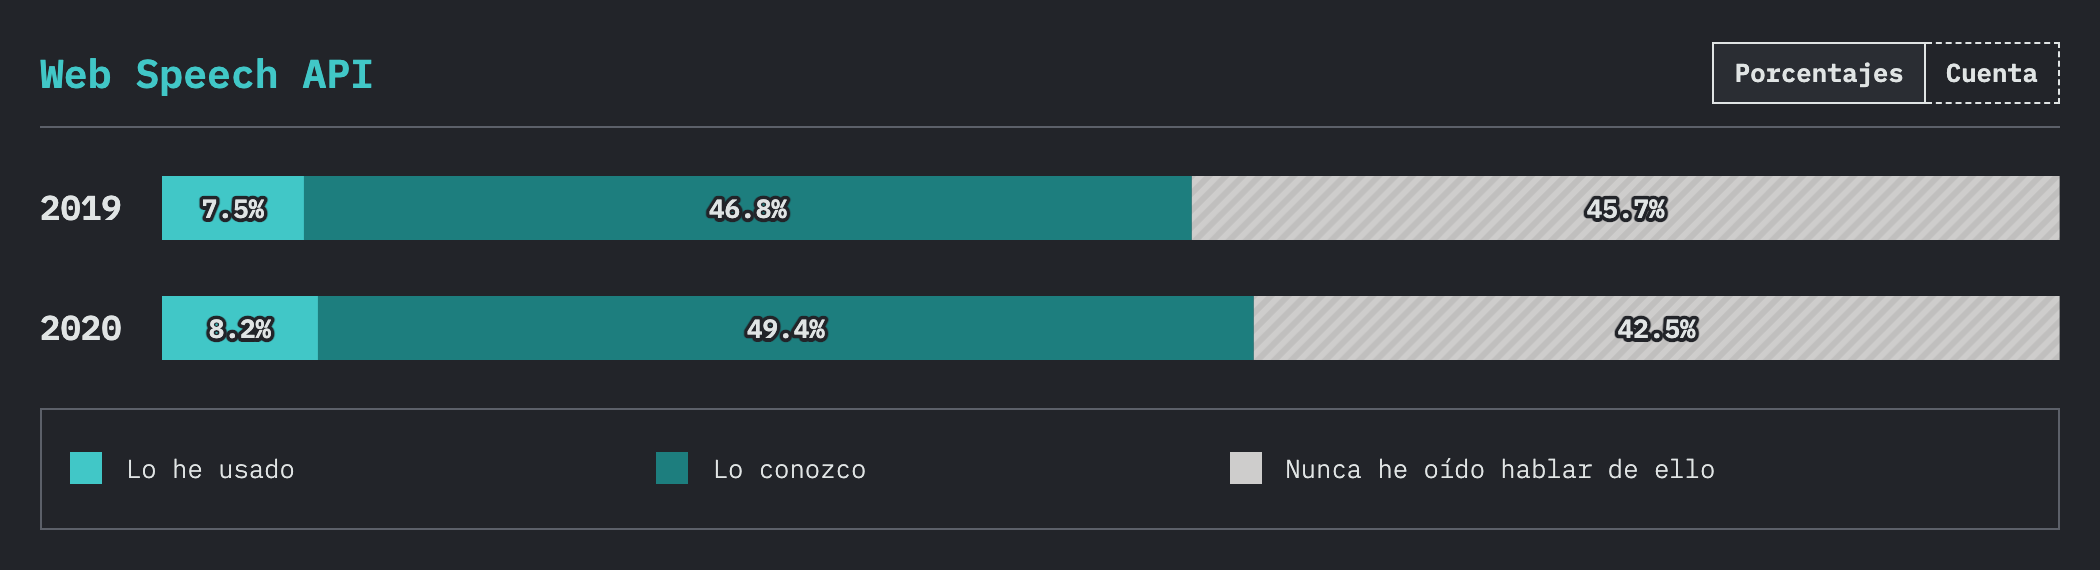 Web Speech API
Porcentajes Cuenta
2019 7.5% 46.8% 45.7%
2020 8.2% 49.4% 42.5%
Lo he usado Lo conozco Nunca he oído hablar de ello